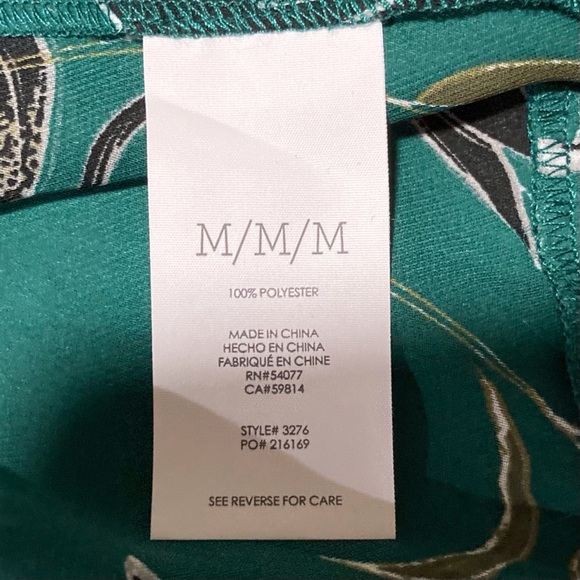 M/M/M
100% POLYESTER
MADE IN CHINA
HECHO EN CHINA
FABRIQUÉ EN CHINE
RN#54077
CA#59814
STYLE# 3276
PO# 216169
SEE REVERSE FOR CARE